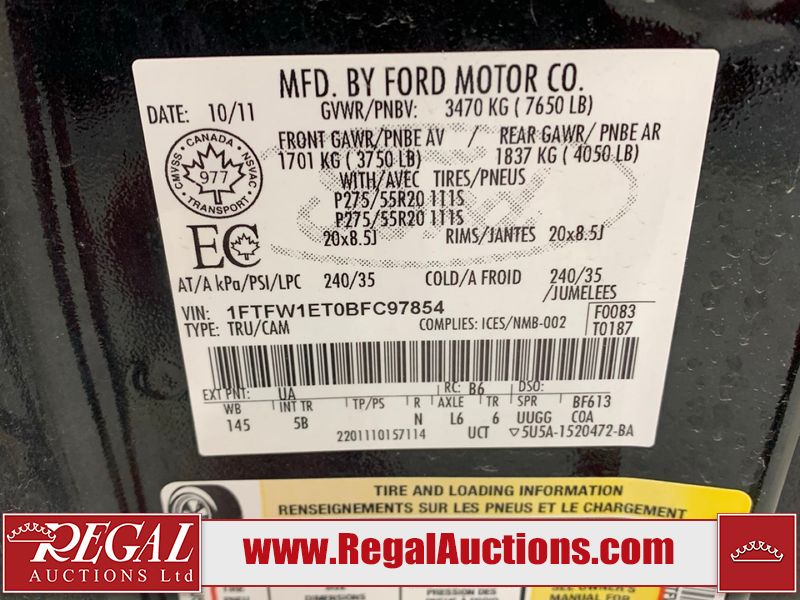 MFD. BY FORD MOTOR CO.
DATE: 10/11 GVWR/PNBV: 3470 KG ( 7650 LB)
FRONT GAWR/PNBE AV / REAR GAWR/ PNBE AR
1701 KG ( 3750 LB) 1837 KG ( 4050 LB)
WITH/AVEC TIRES/PNEUS
P275/55R20 111S
P275/55R20 111S
20x8.5J RIMS/JANTES 20x8.5J
CMVSS CANADA NSVAC
977
TRANSPORT
EC
AT/A kPa/PSI/LPC 240/35 COLD/A FROID 240/35
/JUMELEES
VIN: 1FTFW1ET0BFC97854 F0083
TYPE: TRU/CAM COMPLIES: ICES/NMB-002 T0187
EXT PNT: UA RC: B6 DSO:
WB INT TR TP/PS R AXLE TR SPR BF613
145 5B N L6 6 UUGG COA
2201110157114 UCT ▽5U5A-1520472-BA
TIRE AND LOADING INFORMATION
RENSEIGNEMENTS SUR LES PNEUS ET LE CHARGEMENT
REGAL
AUCTIONS Ltd
www.RegalAuctions.com
SEE OWNER'S
MANUAL FOR